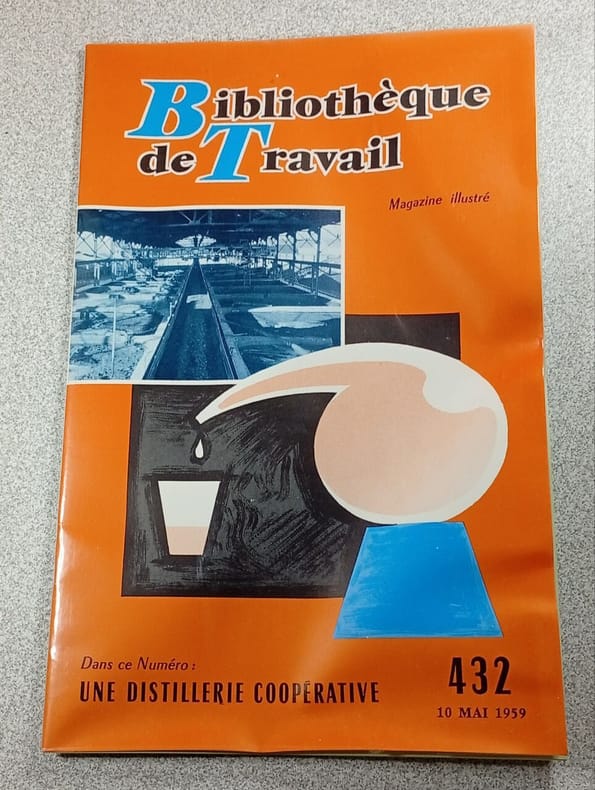 Bibliothèque
de Travail
Magazine illustré
Dans ce Numéro :
UNE DISTILLERIE COOPÉRATIVE
432
10 MAI 1959